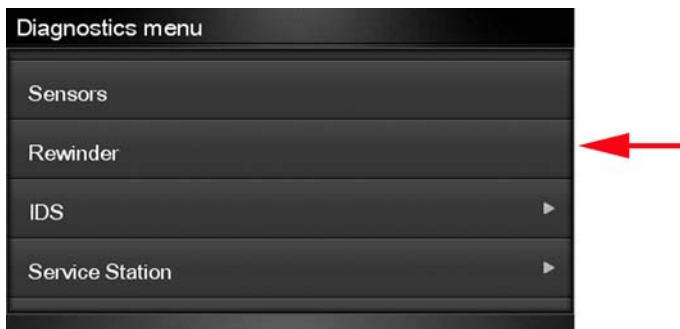 Diagnostics menu
Sensors
Rewinder
IDS
Service Station